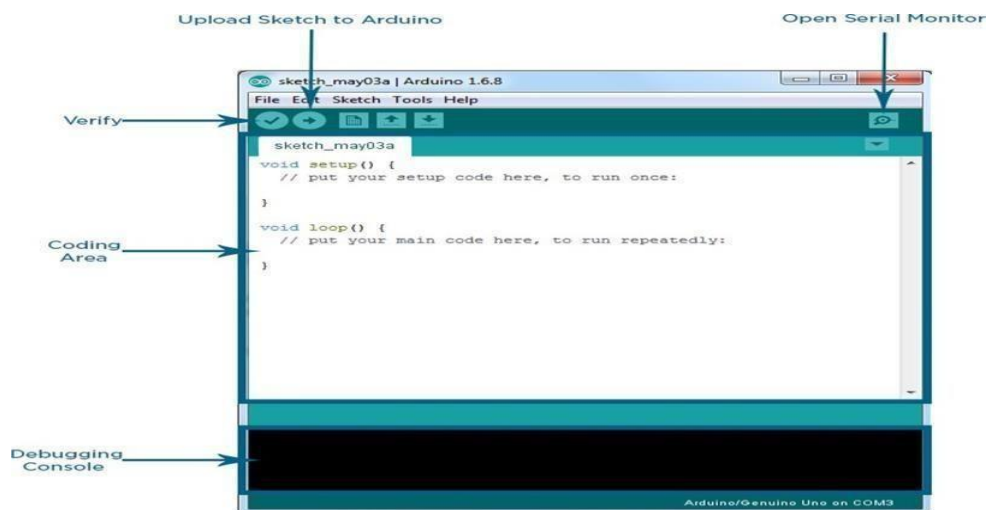 Upload Sketch to Arduino
Open Serial Monitor
sketch_may03a | Arduino 1.6.8
File Edit Sketch Tools Help
Verify
sketch_may03a
void setup() {
// put your setup code here, to run once:
}
void loop() {
// put your main code here, to run repeatedly:
}
Coding
Area
Debugging
Console
Arduino/Genuino Uno on COM3